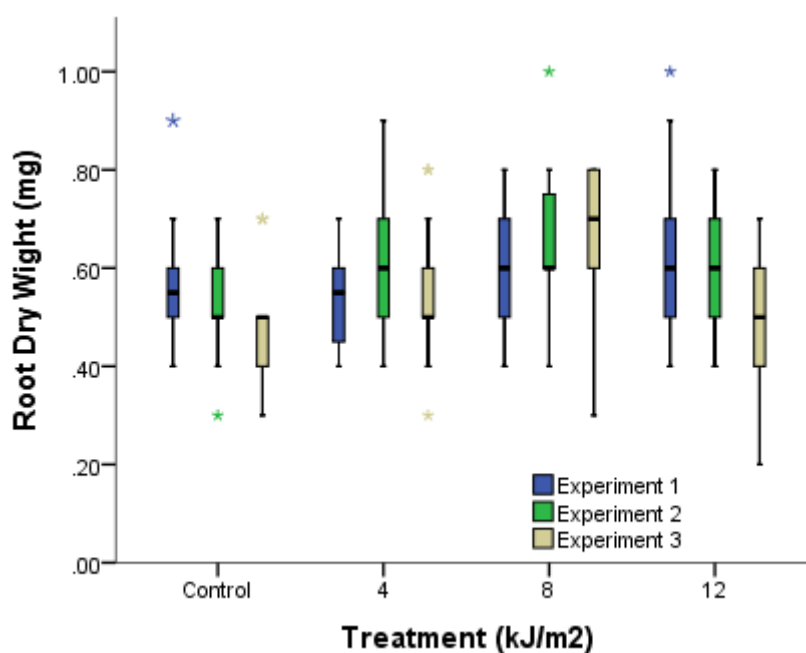 Root Dry Wight (mg)
1.00
.80
.60
.40
.20
.00
Experiment 1
Experiment 2
Experiment 3
Control 4 8 12
Treatment (kJ/m2)